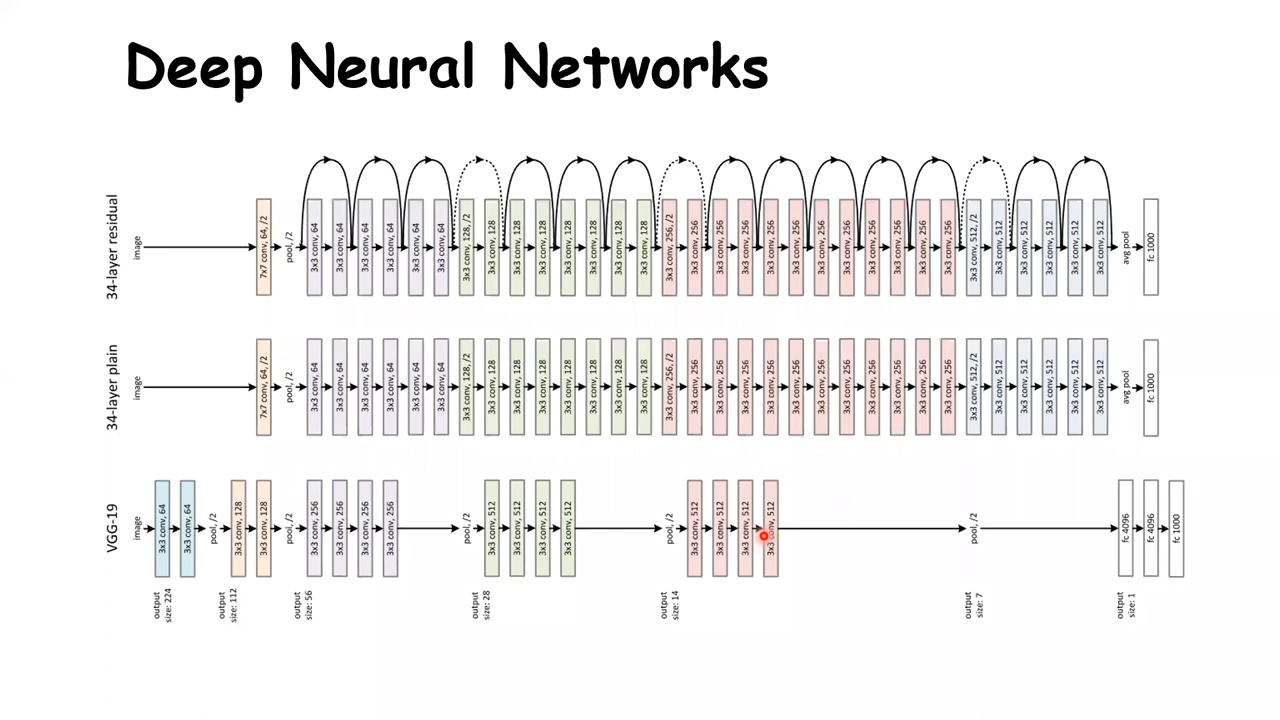 Deep Neural Networks
34-layer residual
image
7x7 conv, 64, /2
pool, /2
3x3 conv, 64
3x3 conv, 64
3x3 conv, 64
3x3 conv, 64
3x3 conv, 64
3x3 conv, 64
3x3 conv, 128, /2
3x3 conv, 128
3x3 conv, 128
3x3 conv, 128
3x3 conv, 128
3x3 conv, 128
3x3 conv, 128
3x3 conv, 128
3x3 conv, 256, /2
3x3 conv, 256
3x3 conv, 256
3x3 conv, 256
3x3 conv, 256
3x3 conv, 256
3x3 conv, 256
3x3 conv, 256
3x3 conv, 256
3x3 conv, 256
3x3 conv, 256
3x3 conv, 256
3x3 conv, 512, /2
3x3 conv, 512
3x3 conv, 512
3x3 conv, 512
3x3 conv, 512
3x3 conv, 512
avg pool
fc 1000
34-layer plain
image
7x7 conv, 64, /2
pool, /2
3x3 conv, 64
3x3 conv, 64
3x3 conv, 64
3x3 conv, 64
3x3 conv, 64
3x3 conv, 64
3x3 conv, 128, /2
3x3 conv, 128
3x3 conv, 128
3x3 conv, 128
3x3 conv, 128
3x3 conv, 128
3x3 conv, 128
3x3 conv, 128
3x3 conv, 256, /2
3x3 conv, 256
3x3 conv, 256
3x3 conv, 256
3x3 conv, 256
3x3 conv, 256
3x3 conv, 256
3x3 conv, 256
3x3 conv, 256
3x3 conv, 256
3x3 conv, 256
3x3 conv, 256
3x3 conv, 512, /2
3x3 conv, 512
3x3 conv, 512
3x3 conv, 512
3x3 conv, 512
3x3 conv, 512
avg pool
fc 1000
VGG-19
image
3x3 conv, 64
3x3 conv, 64
pool, /2
3x3 conv, 128
3x3 conv, 128
pool, /2
3x3 conv, 256
3x3 conv, 256
3x3 conv, 256
3x3 conv, 256
pool, /2
3x3 conv, 512
3x3 conv, 512
3x3 conv, 512
3x3 conv, 512
pool, /2
3x3 conv, 512
3x3 conv, 512
3x3 conv, 512
3x3 conv, 512
pool, /2
fc 4096
fc 4096
fc 1000
output
size: 224
output
size: 112
output
size: 56
output
size: 28
output
size: 14
output
size: 7
output
size: 1